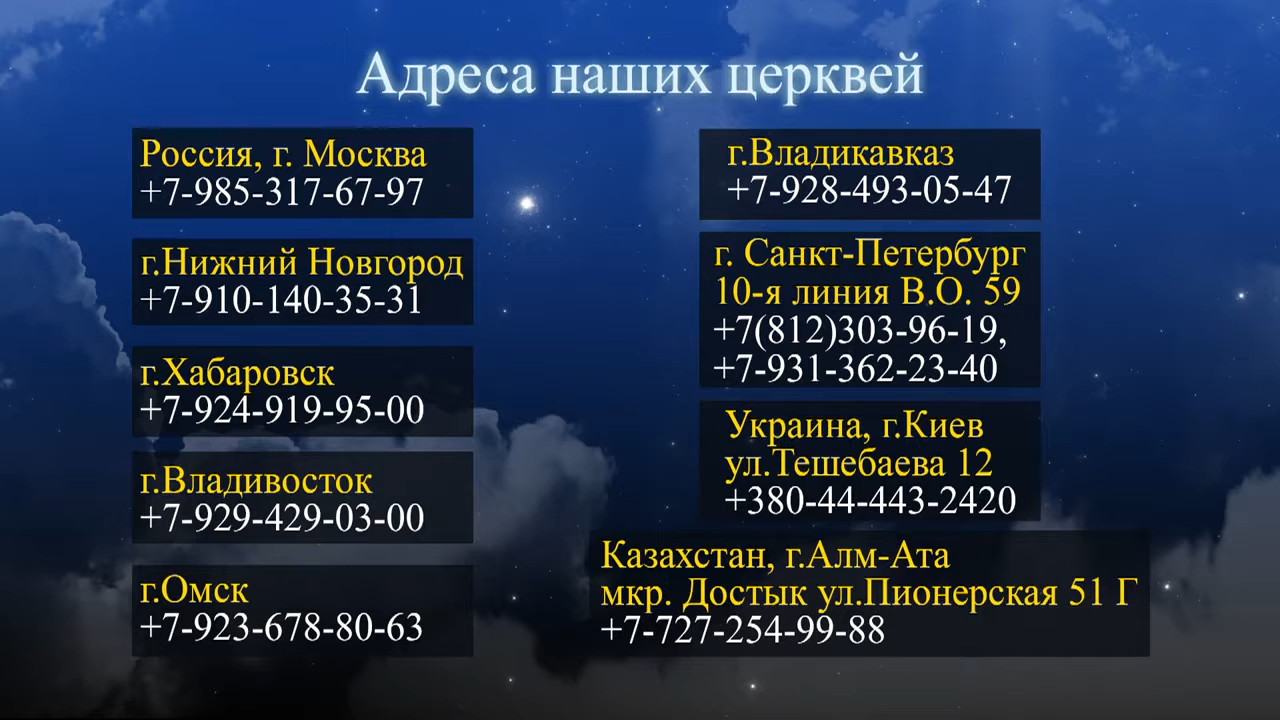 Адреса наших церквей
Россия, г. Москва
+7-985-317-67-97
г.Нижний Новгород
+7-910-140-35-31
г.Хабаровск
+7-924-919-95-00
г.Владивосток
+7-929-429-03-00
г.Омск
+7-923-678-80-63
г.Владикавказ
+7-928-493-05-47
г. Санкт-Петербург
10-я линия В.О. 59
+7(812)303-96-19,
+7-931-362-23-40
Украина, г.Киев
ул.Тешебаева 12
+380-44-443-2420
Казахстан, г.Алм-Ата
мкр. Достык ул.Пионерская 51 Г
+7-727-254-99-88